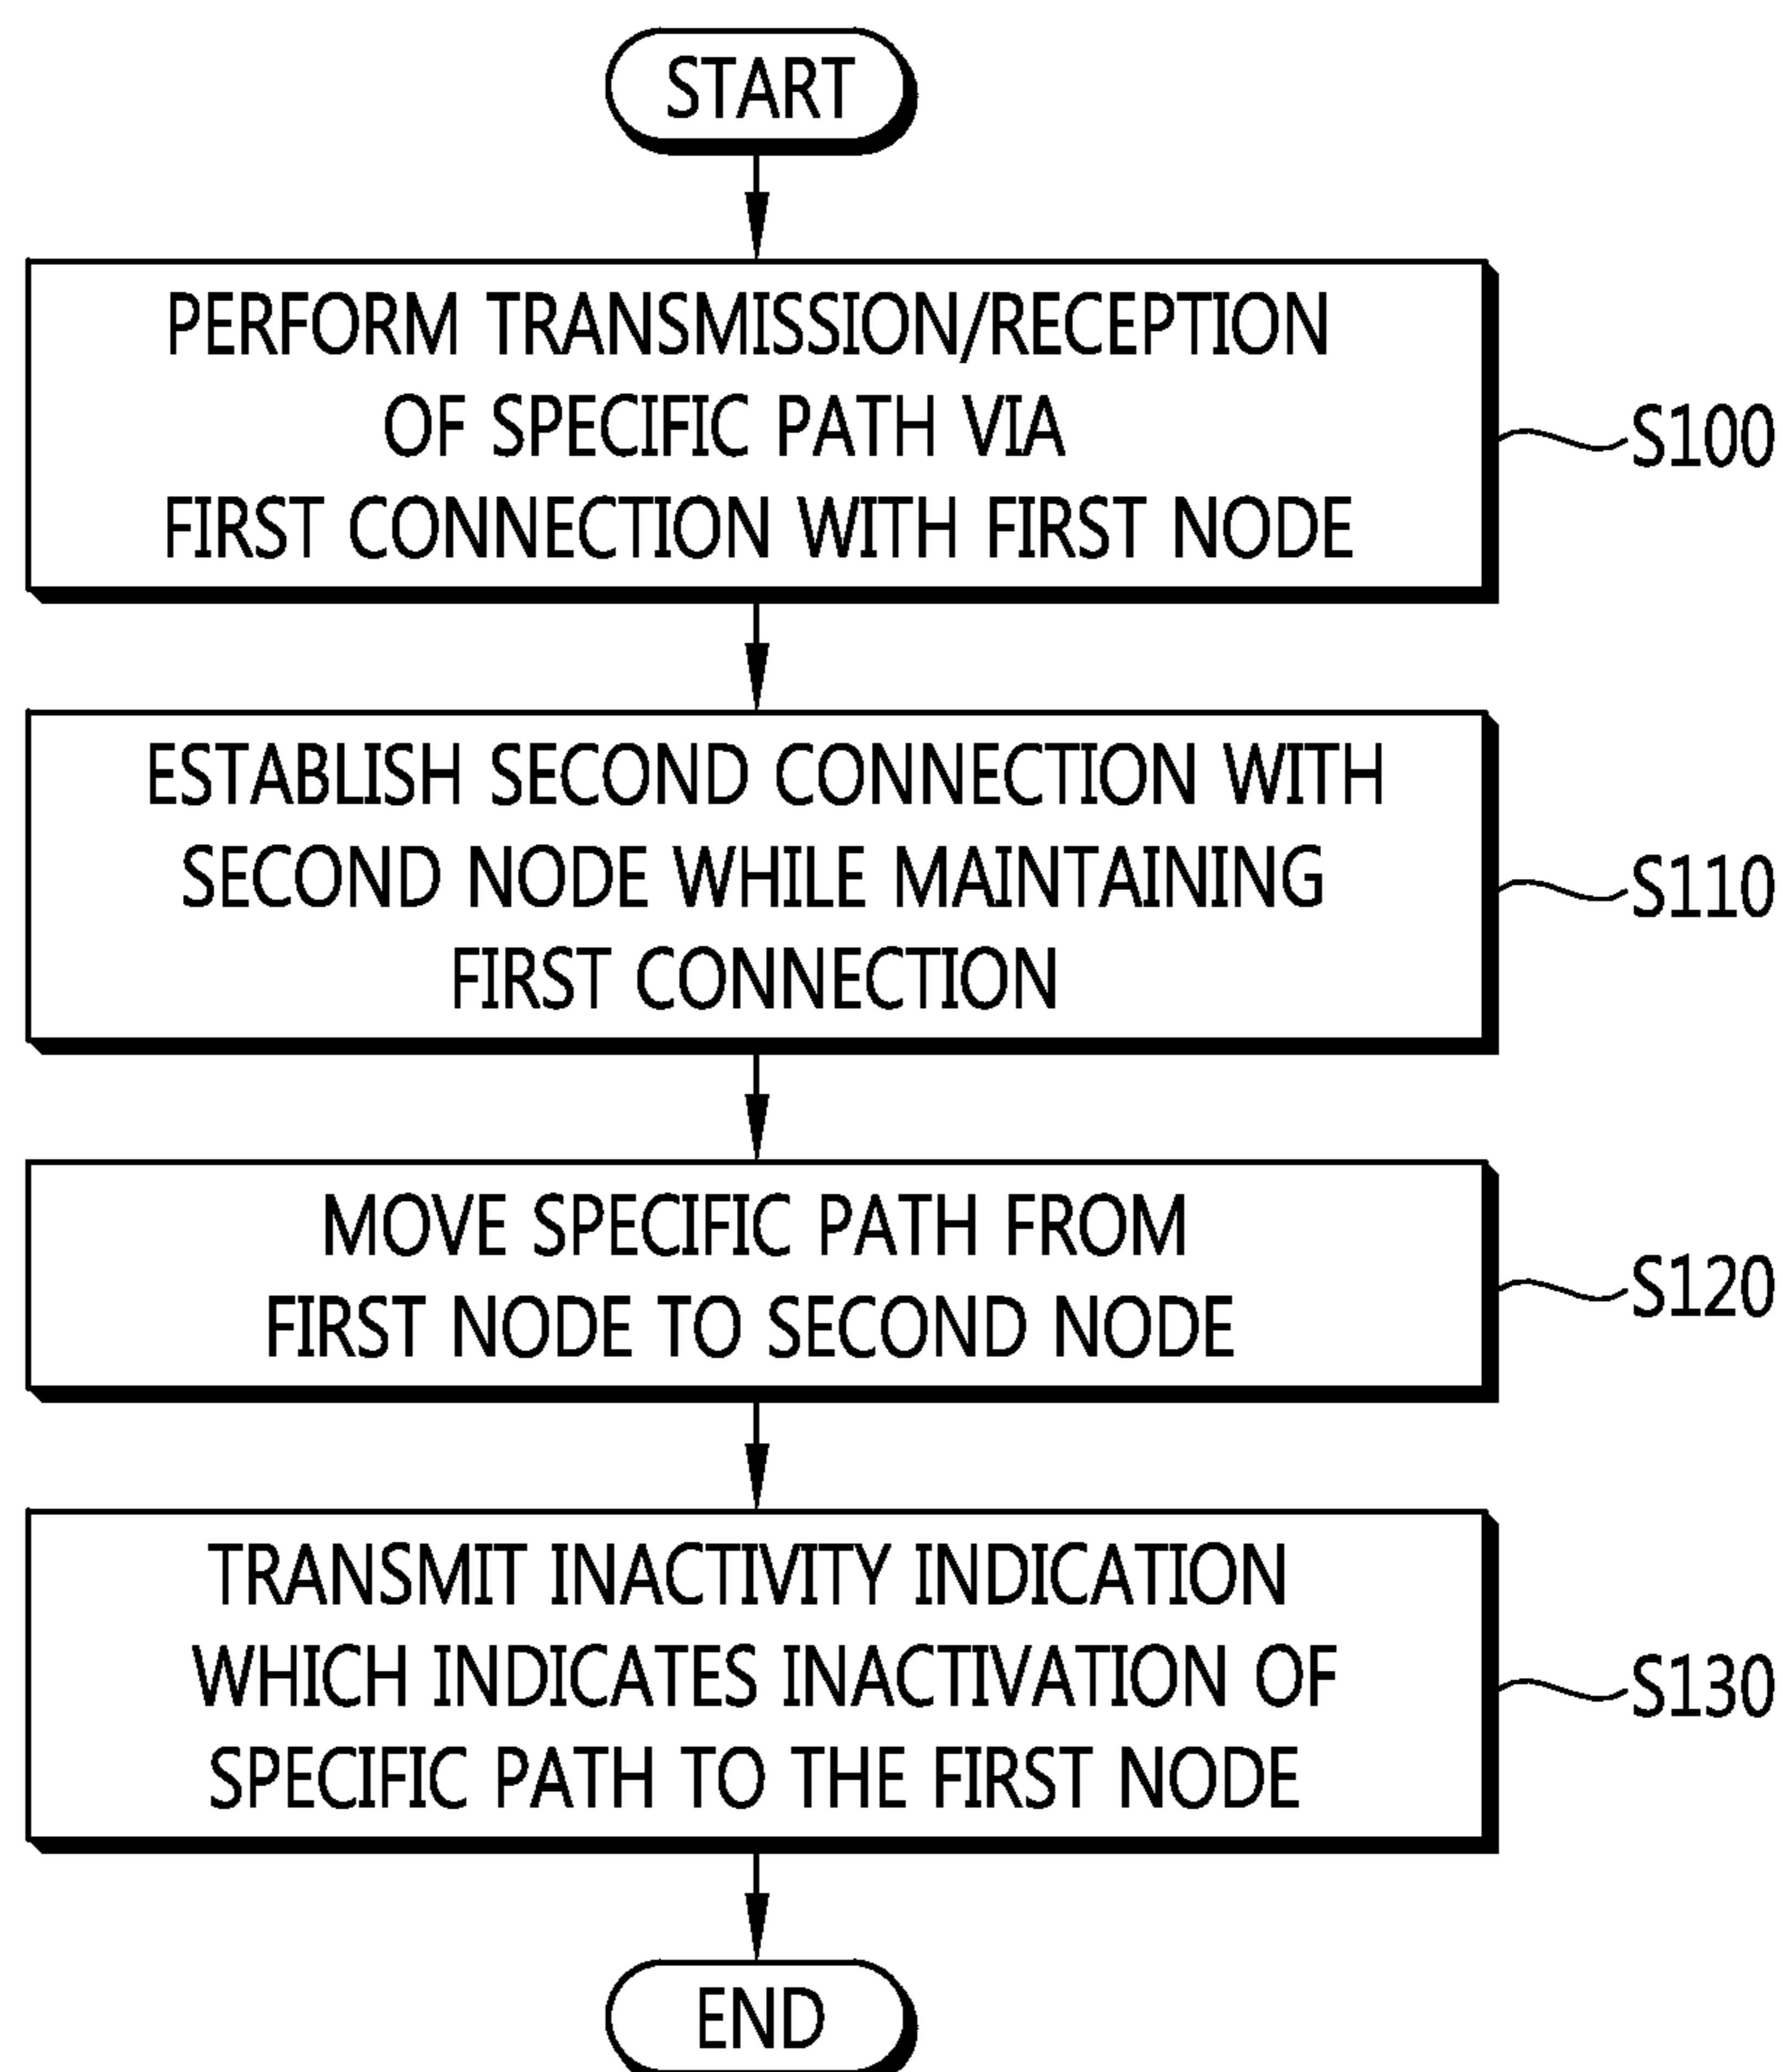 START
PERFORM TRANSMISSION/RECEPTION
OF SPECIFIC PATH VIA
FIRST CONNECTION WITH FIRST NODE
S100
ESTABLISH SECOND CONNECTION WITH
SECOND NODE WHILE MAINTAINING
FIRST CONNECTION
S110
MOVE SPECIFIC PATH FROM
FIRST NODE TO SECOND NODE
S120
TRANSMIT INACTIVITY INDICATION
WHICH INDICATES INACTIVATION OF
SPECIFIC PATH TO THE FIRST NODE
S130
END